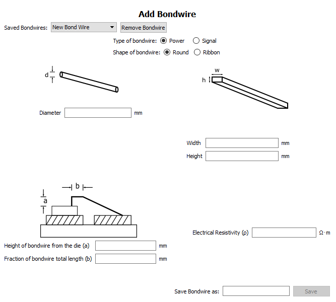 Add Bondwire
Saved Bondwires: New Bond Wire Remove Bondwire
Type of bondwire: Power Signal
Shape of bondwire: Round Ribbon
d
w
h
Diameter mm
Width mm
Height mm
b
a
Electrical Resistivity (ρ) Ω·m
Height of bondwire from the die (a) mm
Fraction of bondwire total length (b) mm
Save Bondwire as: Save